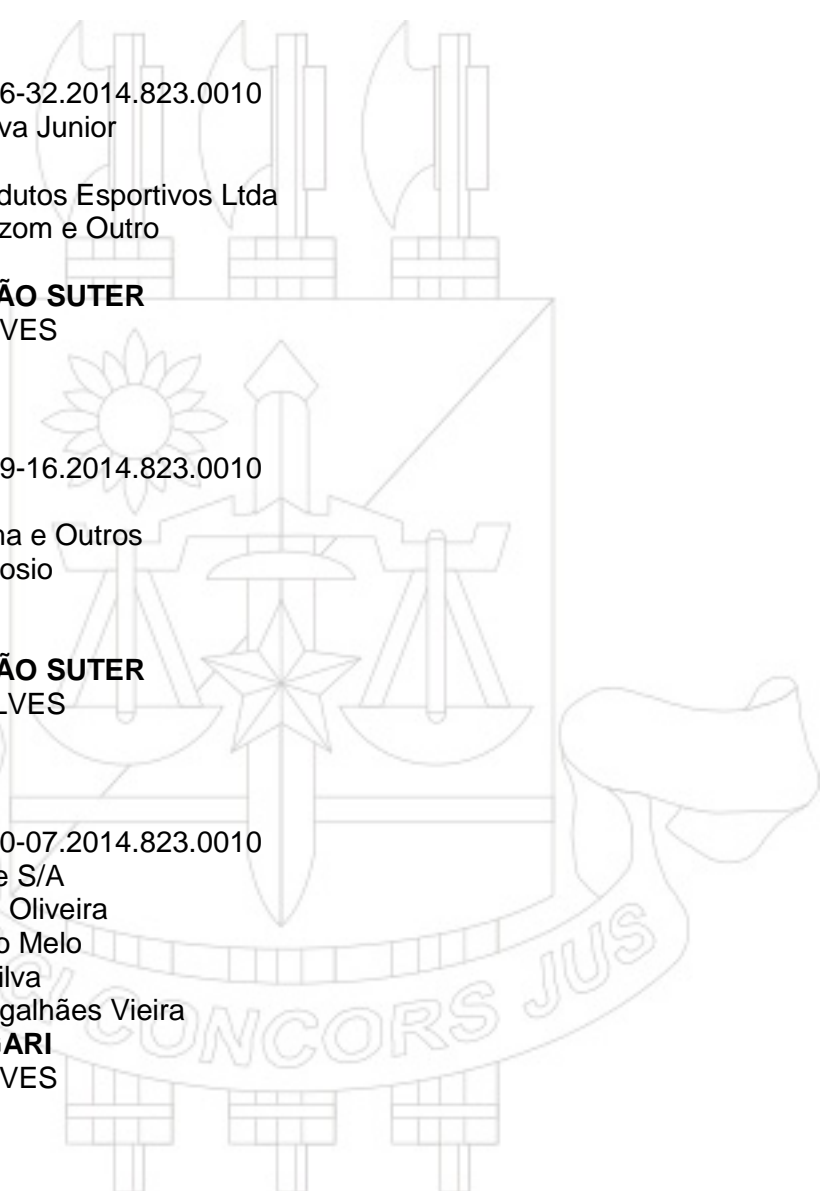 6-32.2014.823.0010
va Junior
dutos Esportivos Ltda
zom e Outro
ÃO SUTER
VES
9-16.2014.823.0010
na e Outros
osio
ÃO SUTER
LVES
0-07.2014.823.0010
e S/A
Oliveira
o Melo
ilva
galhães Vieira
GARI
VES
CI CONCORS JUS